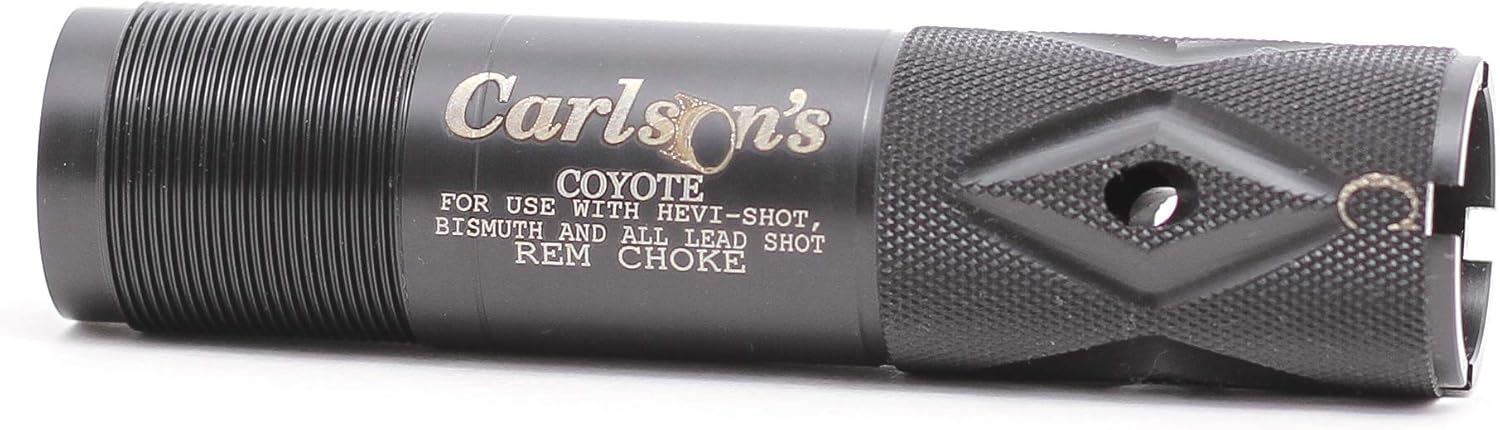 Carlson's
COYOTE
FOR USE WITH HEVI-SHOT,
BISMUTH AND ALL LEAD SHOT
REM CHOKE
C